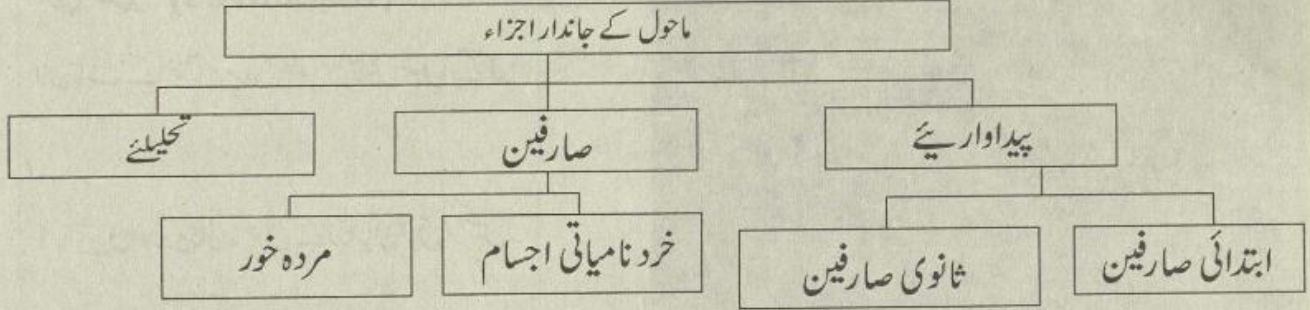 ماحول کے جاندار اجزاء
پیداواریئے
صارفین
تحلیلئے
ابتدائی صارفین
ثانوی صارفین
خرد نامیاتی اجسام
مردہ خور